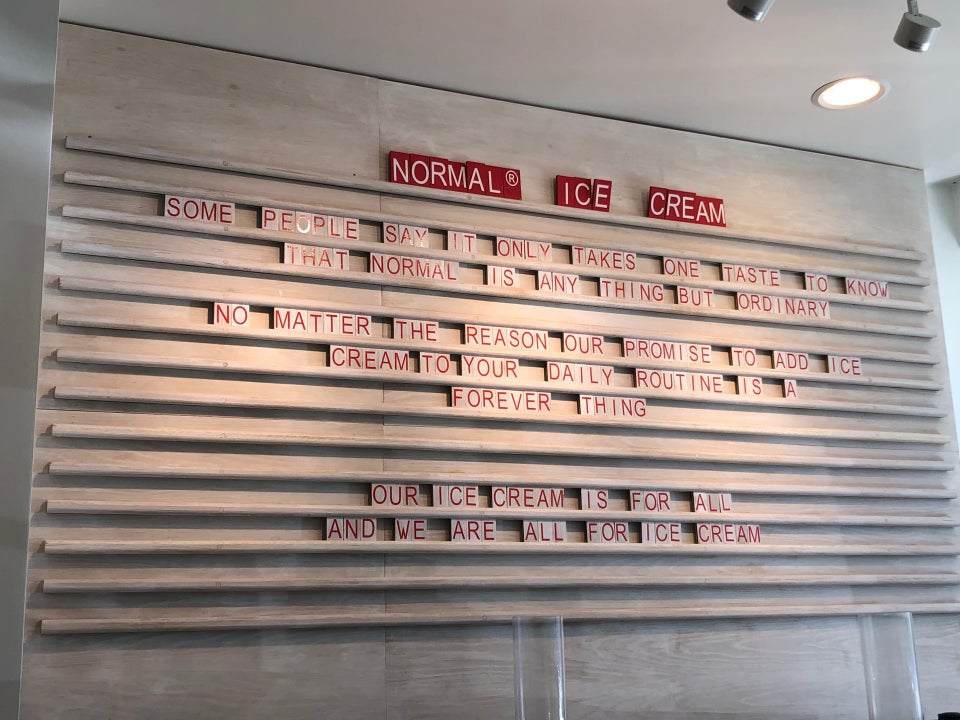 NORMAL® ICE CREAM
SOME PEOPLE SAY IT ONLY TAKES ONE TASTE TO KNOW
THAT NORMAL IS ANY THING BUT ORDINARY
NO MATTER THE REASON OUR PROMISE TO ADD ICE
CREAM TO YOUR DAILY ROUTINE IS A
FOREVER THING
OUR ICE CREAM IS FOR ALL
AND WE ARE ALL FOR ICE CREAM